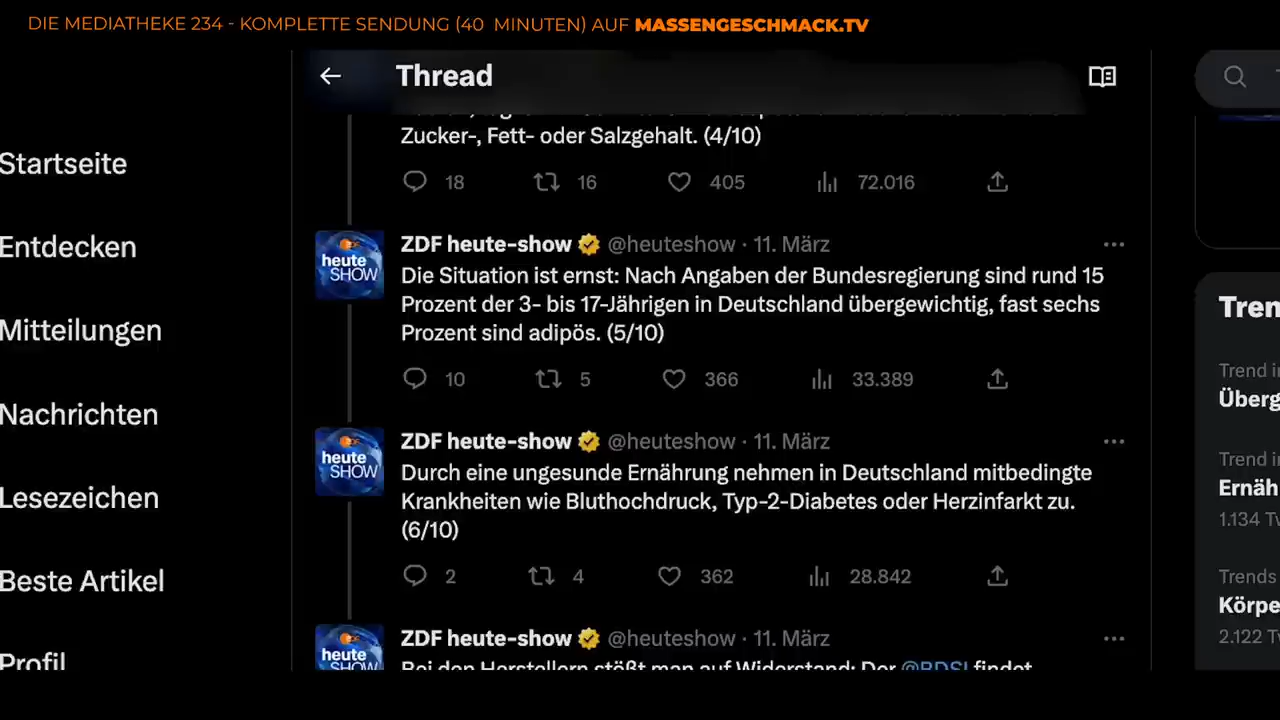 DIE MEDIATHEKE 234 - KOMPLETTE SENDUNG (40 MINUTEN) AUF MASSENGESCHMACK.TV
Thread
Zucker-, Fett- oder Salzgehalt. (4/10)
18 16 405 72.016
Startseite
Entdecken
Mitteilungen
Nachrichten
Lesezeichen
Beste Artikel
Profil
ZDF heute-show @heuteshow · 11. März
heute
SHOW
Die Situation ist ernst: Nach Angaben der Bundesregierung sind rund 15
Prozent der 3- bis 17-Jährigen in Deutschland übergewichtig, fast sechs
Prozent sind adipös. (5/10)
10 5 366 33.389
ZDF heute-show @heuteshow · 11. März
heute
SHOW
Durch eine ungesunde Ernährung nehmen in Deutschland mitbedingte
Krankheiten wie Bluthochdruck, Typ-2-Diabetes oder Herzinfarkt zu.
(6/10)
2 4 362 28.842
ZDF heute-show @heuteshow · 11. März
heute
SHOW
Bei den Herstellern stößt man auf Widerstand: Der @BDSI findet
Tren
Trend i
Überg
Trend i
Ernäh
1.134 T
Trends
Körpe
2.122 T